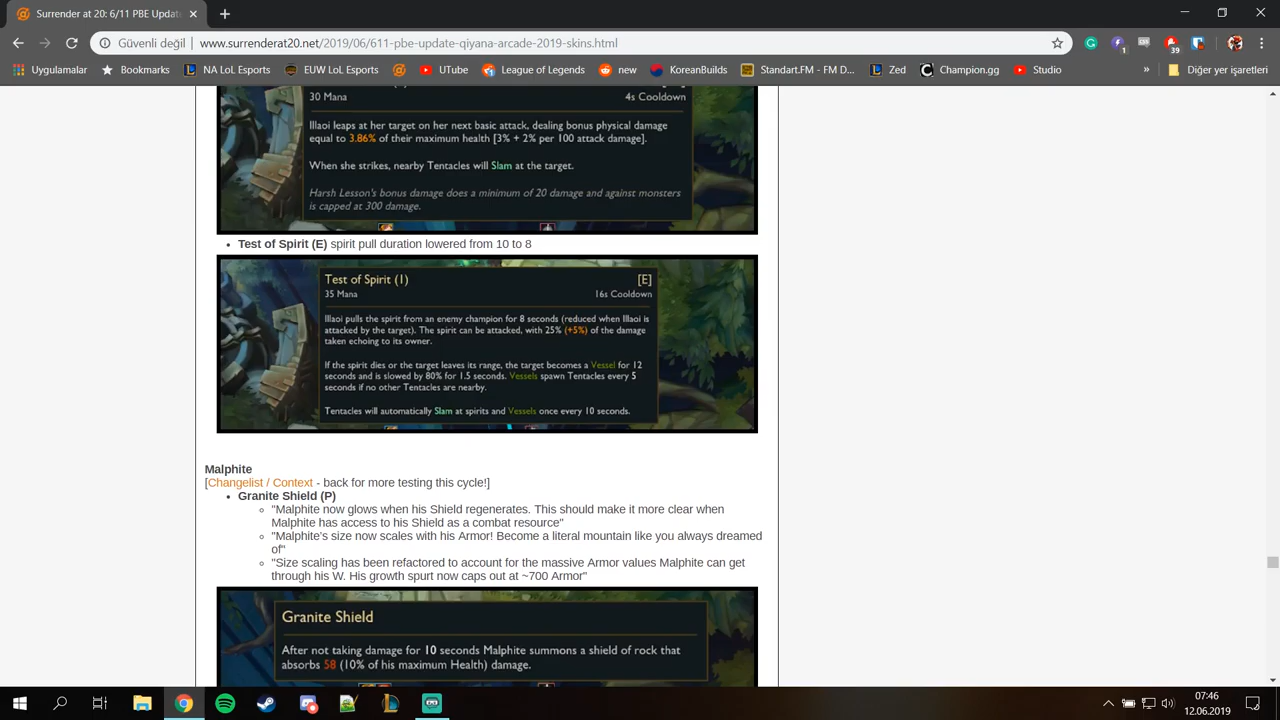 Surrender at 20: 6/11 PBE Updat
Güvenli değil | www.surrenderat20.net/2019/06/611-pbe-update-qiyana-arcade-2019-skins.html
1
39
Uygulamalar Bookmarks NA LoL Esports EUW LoL Esports UTube League of Legends new KoreanBuilds Standart.FM - FM D... Zed Champion.gg Studio » Diğer yer işaretleri
30 Mana 4s Cooldown
Illaoi leaps at her target on her next basic attack, dealing bonus physical damage
equal to 3.86% of their maximum health [3% + 2% per 100 attack damage].
When she strikes, nearby Tentacles will Slam at the target.
Harsh Lesson's bonus damage does a minimum of 20 damage and against monsters
is capped at 300 damage.
• Test of Spirit (E) spirit pull duration lowered from 10 to 8
Test of Spirit (1) [E]
35 Mana 16s Cooldown
Illaoi pulls the spirit from an enemy champion for 8 seconds (reduced when Illaoi is
attacked by the target). The spirit can be attacked, with 25% (+5%) of the damage
taken echoing to its owner.
If the spirit dies or the target leaves its range, the target becomes a Vessel for 12
seconds and is slowed by 80% for 1.5 seconds. Vessels spawn Tentacles every 5
seconds if no other Tentacles are nearby.
Tentacles will automatically Slam at spirits and Vessels once every 10 seconds.
Malphite
[Changelist / Context - back for more testing this cycle!]
• Granite Shield (P)
"Malphite now glows when his Shield regenerates. This should make it more clear when
Malphite has access to his Shield as a combat resource"
"Malphite's size now scales with his Armor! Become a literal mountain like you always dreamed
of"
"Size scaling has been refactored to account for the massive Armor values Malphite can get
through his W. His growth spurt now caps out at ~700 Armor"
Granite Shield
After not taking damage for 10 seconds Malphite summons a shield of rock that
absorbs 58 (10% of his maximum Health) damage.
07:46
12.06.2019